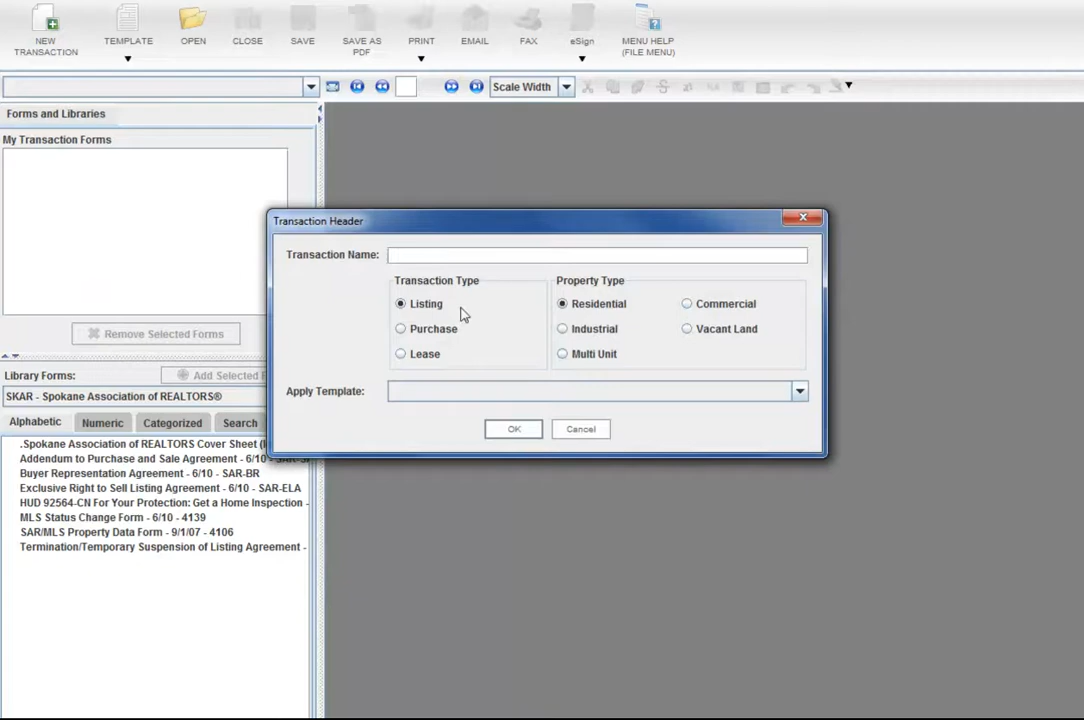 NEW TRANSACTION
TEMPLATE
OPEN
CLOSE
SAVE
SAVE AS PDF
PRINT
EMAIL
FAX
eSign
MENU HELP (FILE MENU)
Scale Width
Forms and Libraries
My Transaction Forms
Remove Selected Forms
Library Forms:
Add Selected F
SKAR - Spokane Association of REALTORS®
Alphabetic
Numeric
Categorized
Search
.Spokane Association of REALTORS Cover Sheet (
Addendum to Purchase and Sale Agreement - 6/10 -
Buyer Representation Agreement - 6/10 - SAR-BR
Exclusive Right to Sell Listing Agreement - 6/10 - SAR-ELA
HUD 92564-CN For Your Protection: Get a Home Inspection -
MLS Status Change Form - 6/10 - 4139
SAR/MLS Property Data Form - 9/1/07 - 4106
Termination/Temporary Suspension of Listing Agreement -
Transaction Header
Transaction Name:
Transaction Type
Listing
Purchase
Lease
Property Type
Residential
Commercial
Industrial
Vacant Land
Multi Unit
Apply Template:
OK
Cancel